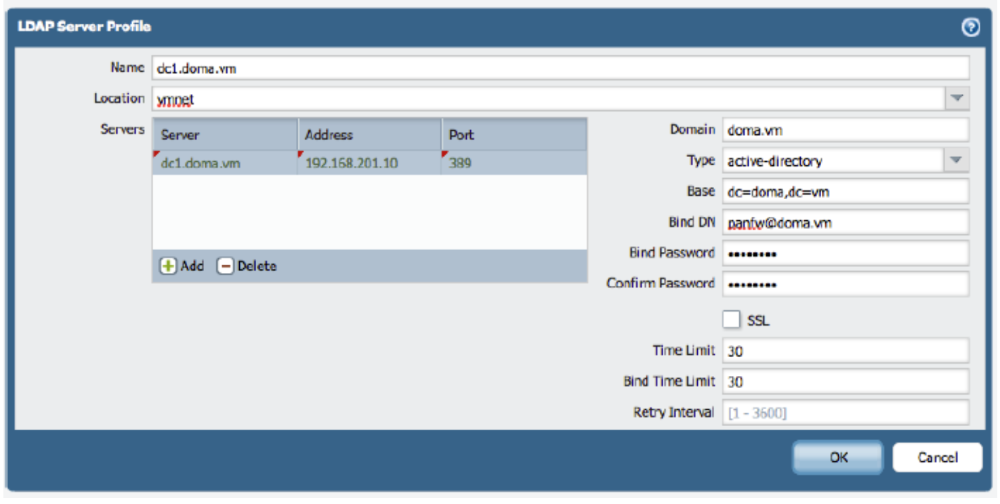 LDAP Server Profile
Name dc1.doma.vm
Location vmnet
Servers
Server Address Port
dc1.doma.vm 192.168.201.10 389
Add Delete
Domain doma.vm
Type active-directory
Base dc=doma,dc=vm
Bind DN panfw@doma.vm
Bind Password ••••••••
Confirm Password ••••••••
SSL
Time Limit 30
Bind Time Limit 30
Retry Interval [1 - 3600]
OK Cancel